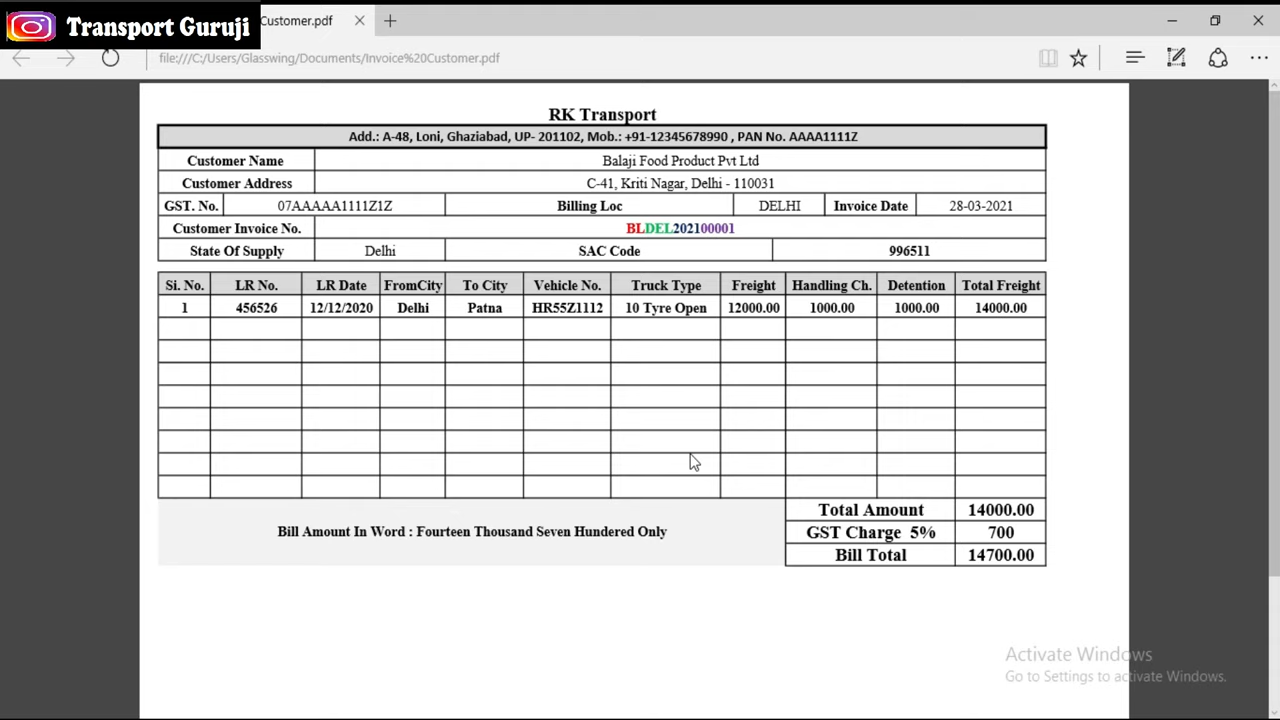 Transport Guruji
Customer.pdf
file:///C:/Users/Glasswing/Documents/Invoice%20Customer.pdf
RK Transport
Add.: A-48, Loni, Ghaziabad, UP- 201102, Mob.: +91-12345678990 , PAN No. AAAA1111Z
Customer Name Balaji Food Product Pvt Ltd
Customer Address C-41, Kriti Nagar, Delhi - 110031
GST. No. 07AAAAA1111Z1Z Billing Loc DELHI Invoice Date 28-03-2021
Customer Invoice No. BLDEL202100001
State Of Supply Delhi SAC Code 996511
Si. No. LR No. LR Date FromCity To City Vehicle No. Truck Type Freight Handling Ch. Detention Total Freight
1 456526 12/12/2020 Delhi Patna HR55Z1112 10 Tyre Open 12000.00 1000.00 1000.00 14000.00
Total Amount 14000.00
Bill Amount In Word : Fourteen Thousand Seven Hundered Only
GST Charge 5% 700
Bill Total 14700.00
Activate Windows
Go to Settings to activate Windows.